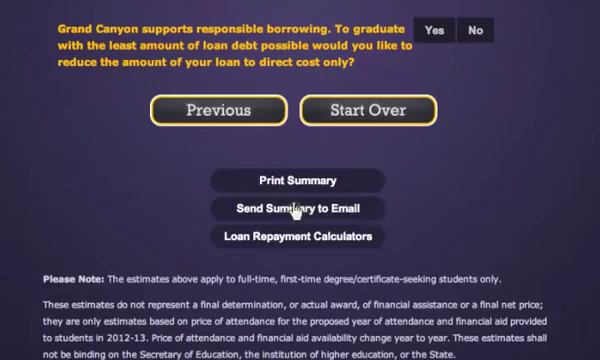 Grand Canyon supports responsible borrowing. To graduate
with the least amount of loan debt possible would you like to
reduce the amount of your loan to direct cost only?
Yes No
Previous Start Over
Print Summary
Send Summary to Email
Loan Repayment Calculators
Please Note: The estimates above apply to full-time, first-time degree/certificate-seeking students only.
These estimates do not represent a final determination, or actual award, of financial assistance or a final net price;
they are only estimates based on price of attendance for the proposed year of attendance and financial aid provided
to students in 2012-13. Price of attendance and financial aid availability change year to year. These estimates shall
not be binding on the Secretary of Education, the institution of higher education, or the State.